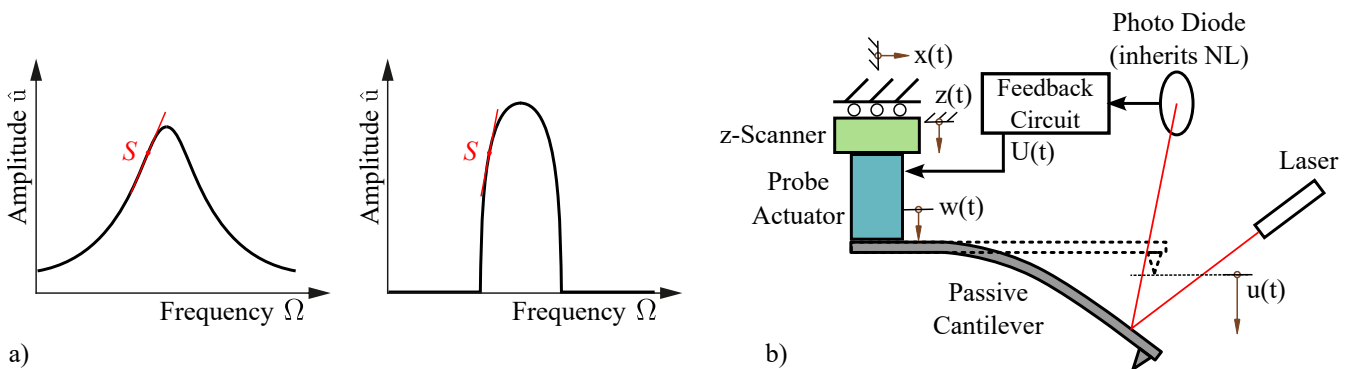 Amplitude û
S
Frequency Ω
a)
Amplitude û
S
Frequency Ω
x(t)
Photo Diode
(inherits NL)
z(t)
Feedback
Circuit
z-Scanner
U(t)
Laser
Probe
Actuator
w(t)
u(t)
Passive
Cantilever
b)